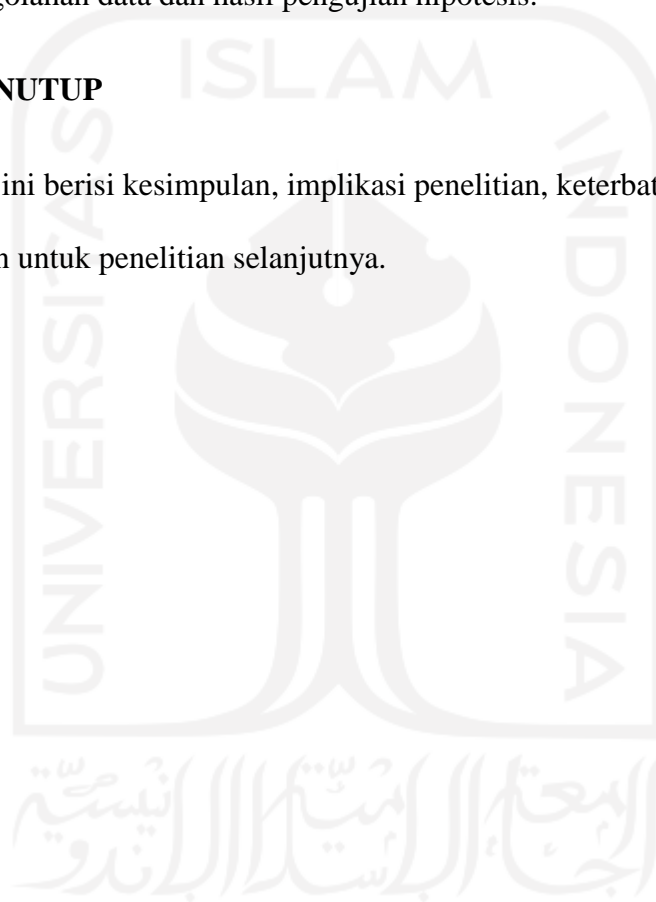 golahan data dan hasil pengujian hipotesis.
NUTUP
ini berisi kesimpulan, implikasi penelitian, keterbat
n untuk penelitian selanjutnya.
ISLAM
UNIVERSITAS
INDONESIA